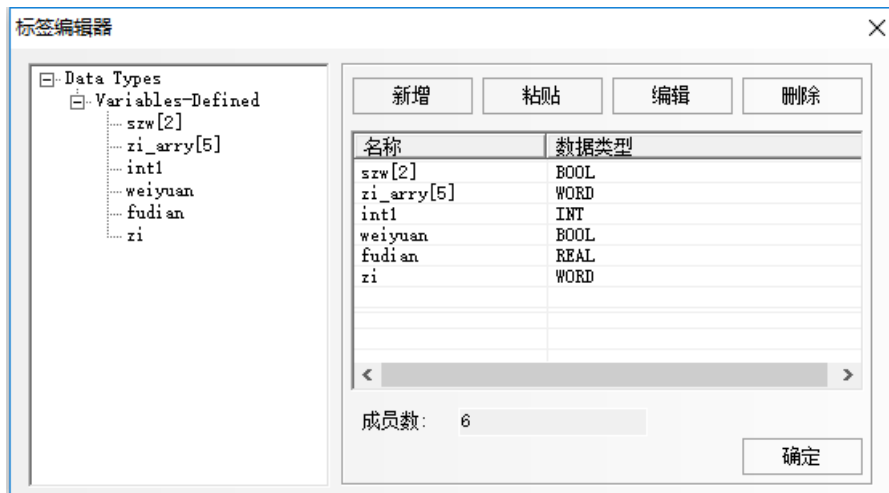 标签编辑器
Data Types
Variables-Defined
szw[2]
zi_arry[5]
int1
weiyuan
fudian
zi
新增 粘贴 编辑 删除
名称 数据类型
szw[2] BOOL
zi_arry[5] WORD
int1 INT
weiyuan BOOL
fudian REAL
zi WORD
成员数: 6
确定